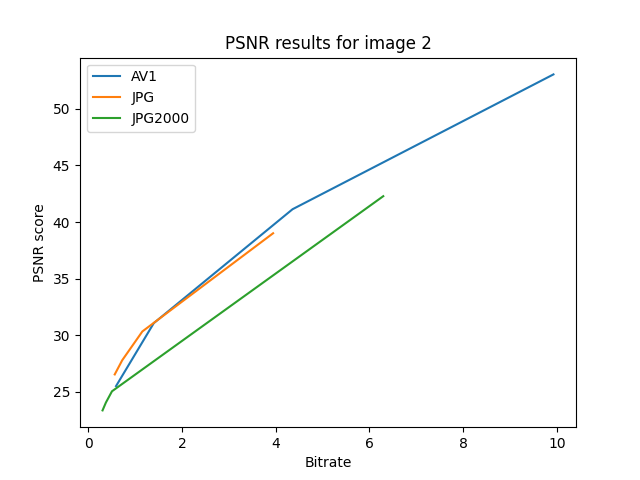 PSNR results for image 2
AV1
JPG
JPG2000
PSNR score
50
45
40
35
30
25
0 2 4 6 8 10
Bitrate